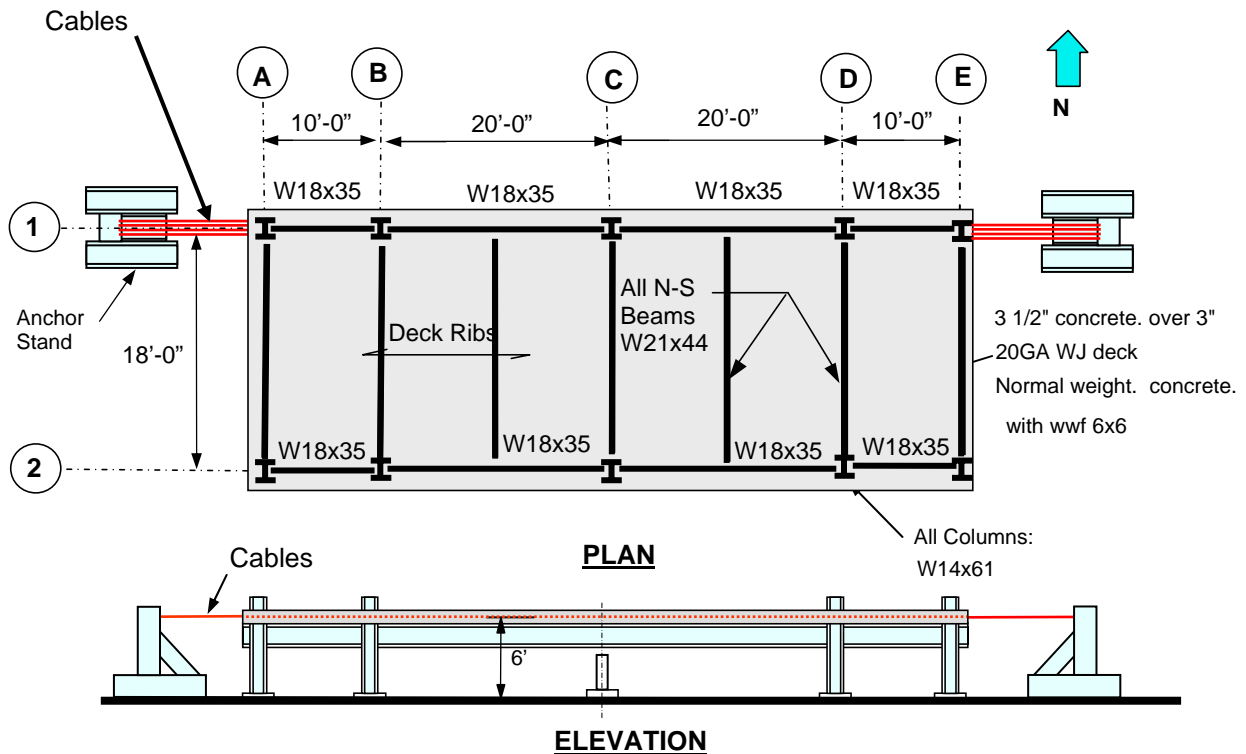 Cables
A
B
C
D
E
N
10’-0”
20’-0”
20’-0”
10’-0”
W18x35
W18x35
W18x35
W18x35
1
Anchor
Stand
18’-0”
Deck Ribs
All N-S
Beams
W21x44
3 1/2" concrete. over 3"
20GA WJ deck
Normal weight. concrete.
with wwf 6x6
W18x35
W18x35
W18x35
W18x35
2
All Columns:
W14x61
PLAN
Cables
6’
ELEVATION